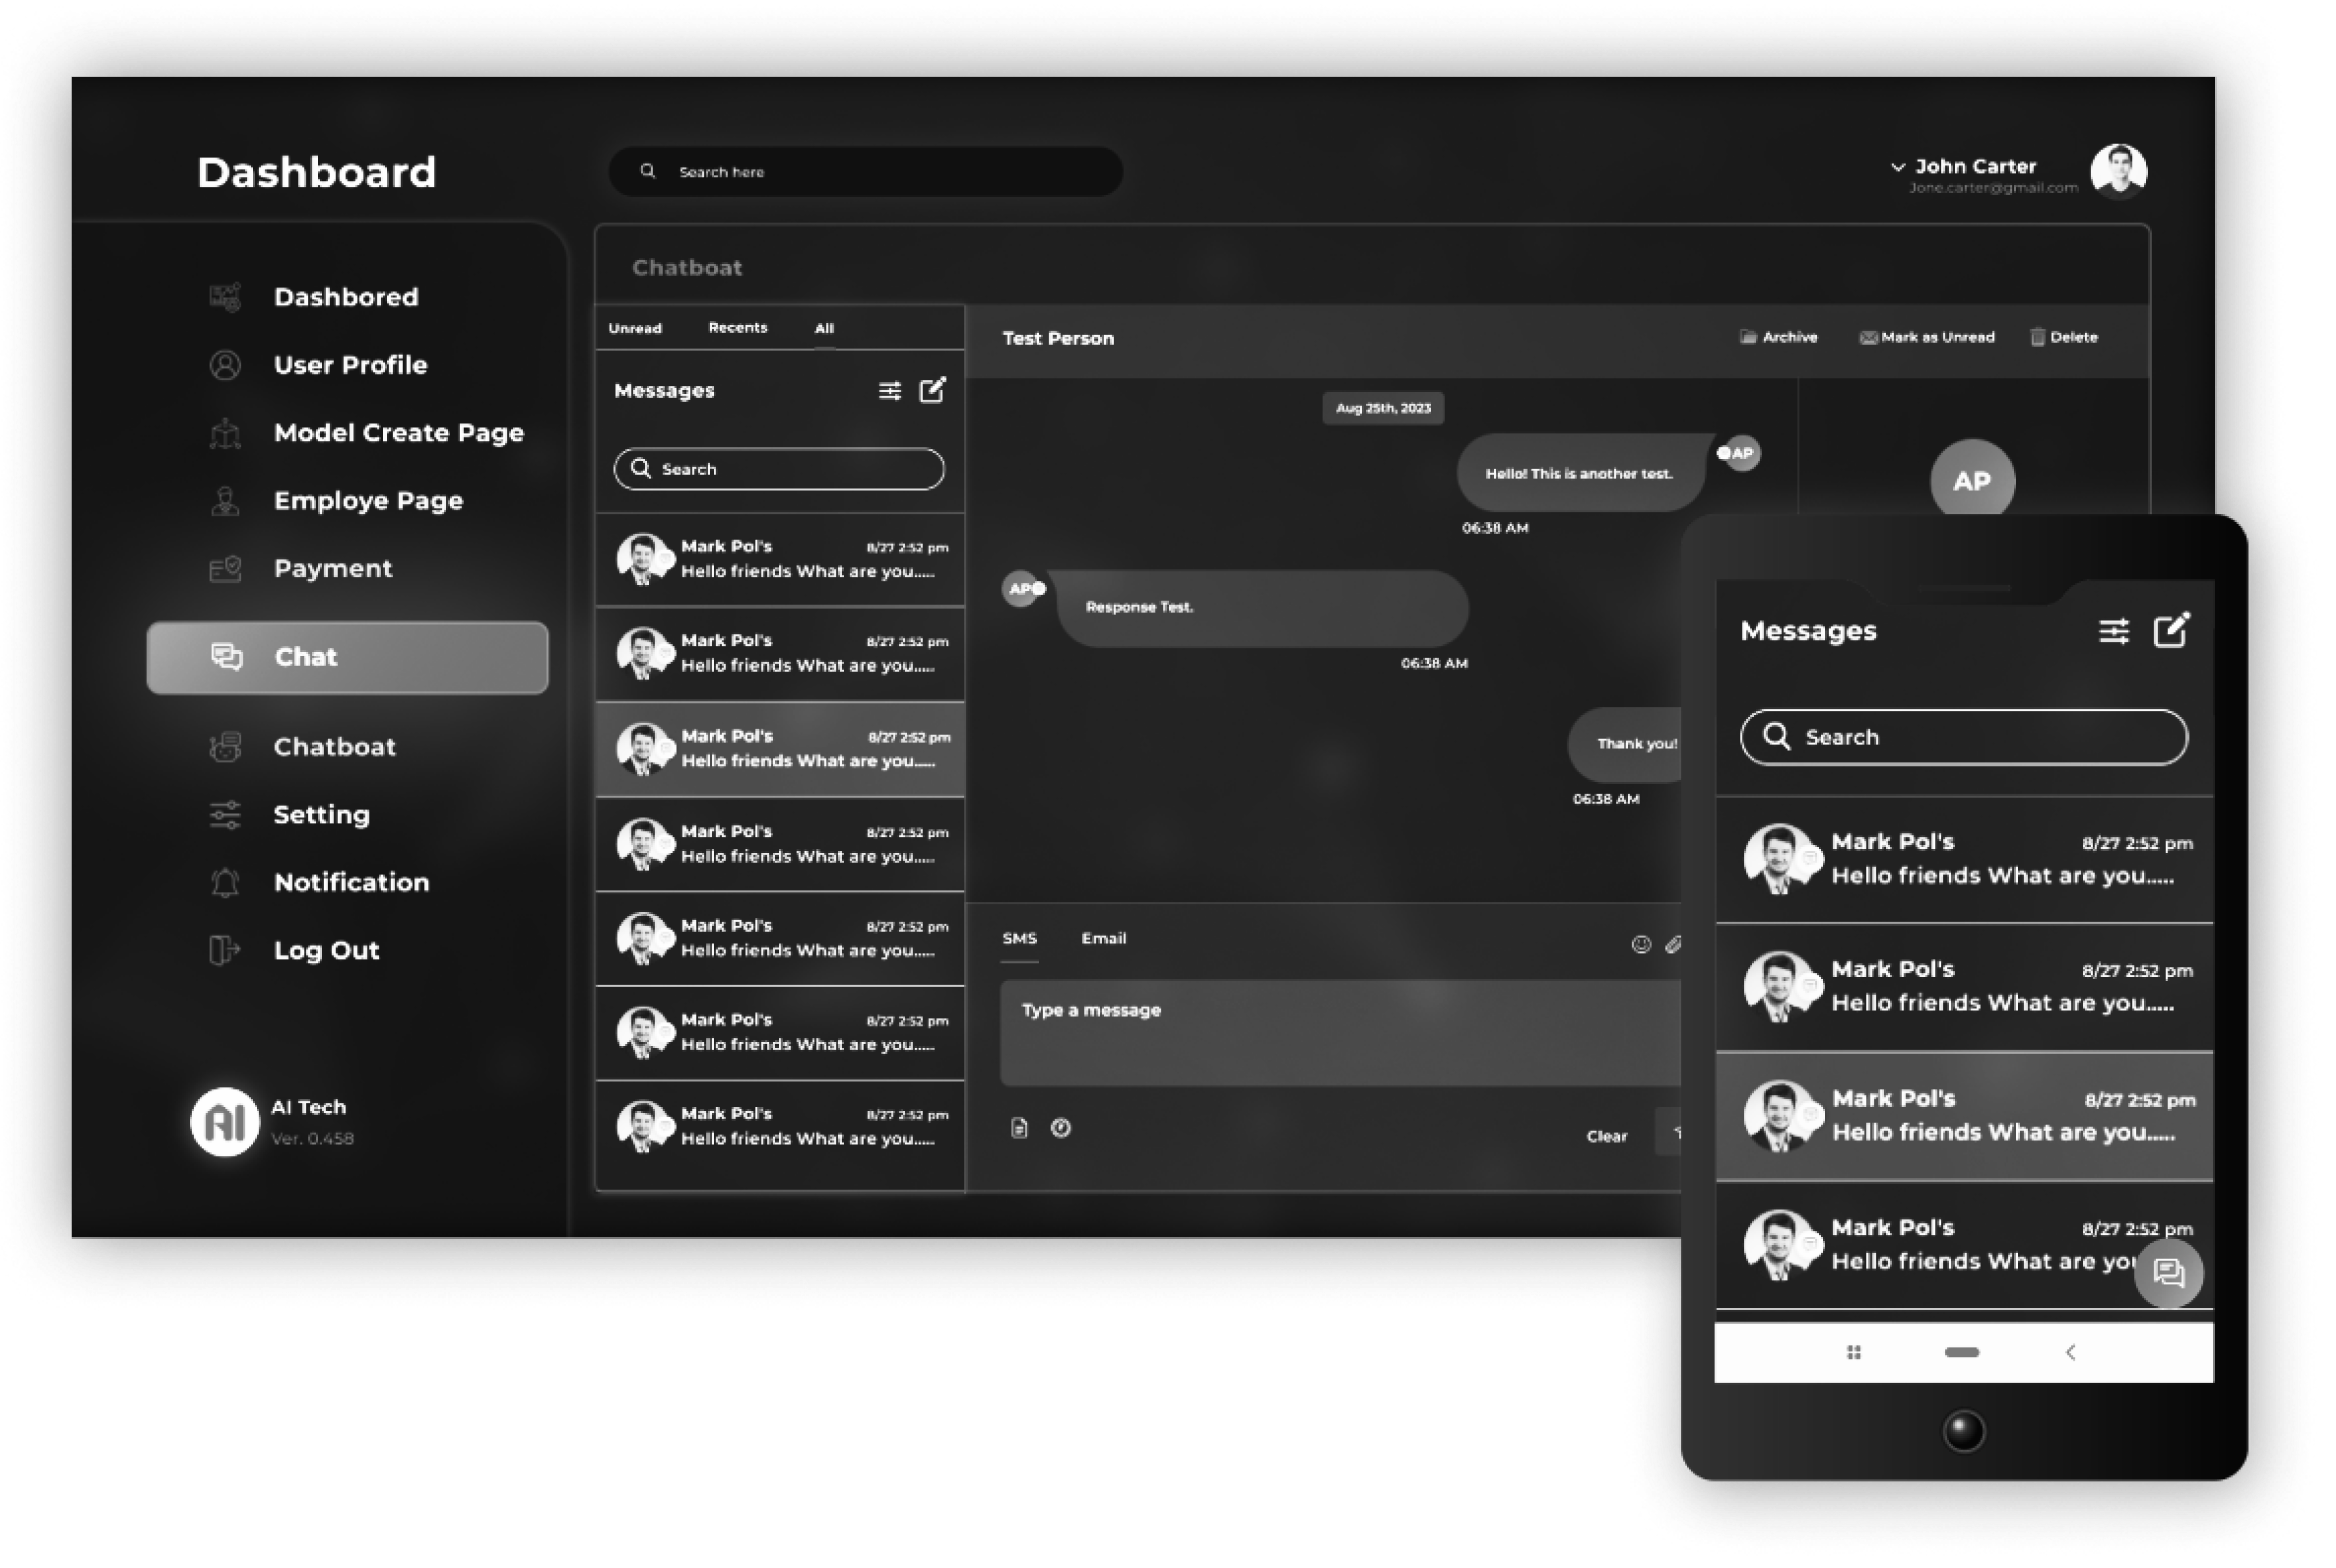 Dashboard
Search here
John Carter
Jone.carter@gmail.com
Dashbored
User Profile
Model Create Page
Employe Page
Payment
Chat
Chatboat
Setting
Notification
Log Out
AI
AI Tech
Ver. 0.458
Chatboat
Unread Recents All
Messages
Search
Mark Pol's 8/27 2:52 pm
Hello friends What are you.....
Mark Pol's 8/27 2:52 pm
Hello friends What are you.....
Mark Pol's 8/27 2:52 pm
Hello friends What are you.....
Mark Pol's 8/27 2:52 pm
Hello friends What are you.....
Mark Pol's 8/27 2:52 pm
Hello friends What are you.....
Mark Pol's 8/27 2:52 pm
Hello friends What are you.....
Mark Pol's 8/27 2:52 pm
Hello friends What are you.....
Test Person
Archive Mark as Unread Delete
Aug 25th, 2023
Hello! This is another test.
AP
06:38 AM
AP
AP
Response Test.
06:38 AM
Thank you!
06:38 AM
SMS Email
Type a message
Clear
Messages
Search
Mark Pol's 8/27 2:52 pm
Hello friends What are you.....
Mark Pol's 8/27 2:52 pm
Hello friends What are you.....
Mark Pol's 8/27 2:52 pm
Hello friends What are you.....
Mark Pol's 8/27 2:52 pm
Hello friends What are you